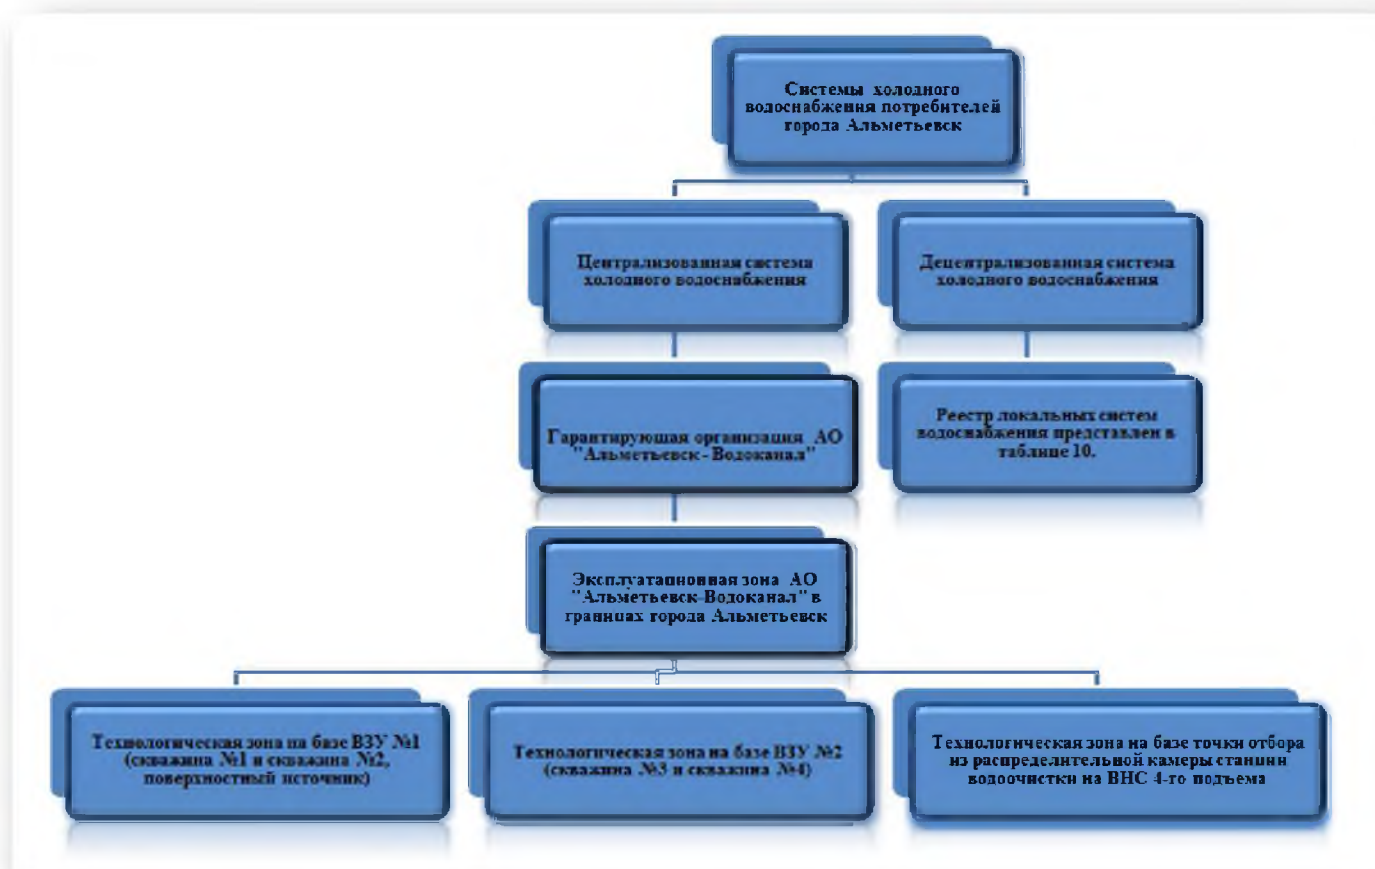 Системы холодного
водоснабжения потребителей
города Альметьевск
Централизованная система
холодного водоснабжения
Децентрализованная система
холодного водоснабжения
Гарантирующая организация АО
"Альметьевск - Водоканал"
Реестр локальных систем
водоснабжения представлен в
таблице 10.
Эксплуатационная зона АО
"Альметьевск-Водоканал" в
границах города Альметьевск
Технологическая зона на базе ВЗУ №1
(скважина №1 и скважина №2,
поверхностный источник)
Технологическая зона на базе ВЗУ №2
(скважина №3 и скважина №4)
Технологическая зона на базе точки отбора
из распределительной камеры станции
водоочистки на ВНС 4-го подъема